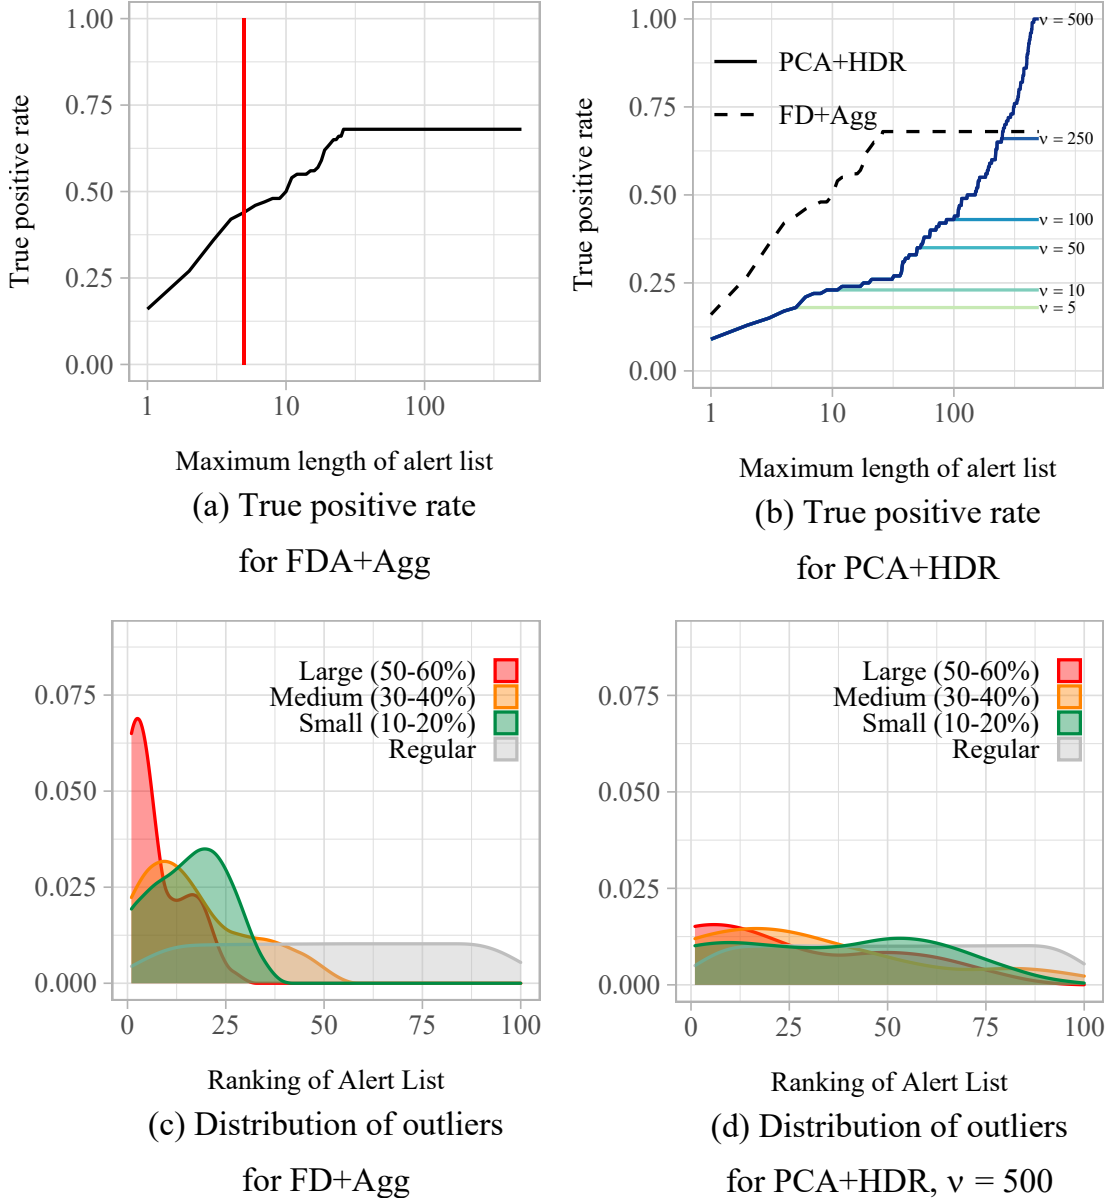 1.00
0.75
0.50
0.25
0.00
True positive rate
1
10
100
Maximum length of alert list
(a) True positive rate
for FDA+Agg
1.00
0.75
0.50
0.25
0.00
True positive rate
PCA+HDR
FD+Agg
ν = 500
ν = 250
ν = 100
ν = 50
ν = 10
ν = 5
1
10
100
Maximum length of alert list
(b) True positive rate
for PCA+HDR
0.075
0.050
0.025
0.000
Large (50-60%)
Medium (30-40%)
Small (10-20%)
Regular
0
25
50
75
100
Ranking of Alert List
(c) Distribution of outliers
for FD+Agg
0.075
0.050
0.025
0.000
Large (50-60%)
Medium (30-40%)
Small (10-20%)
Regular
0
25
50
75
100
Ranking of Alert List
(d) Distribution of outliers
for PCA+HDR, ν = 500